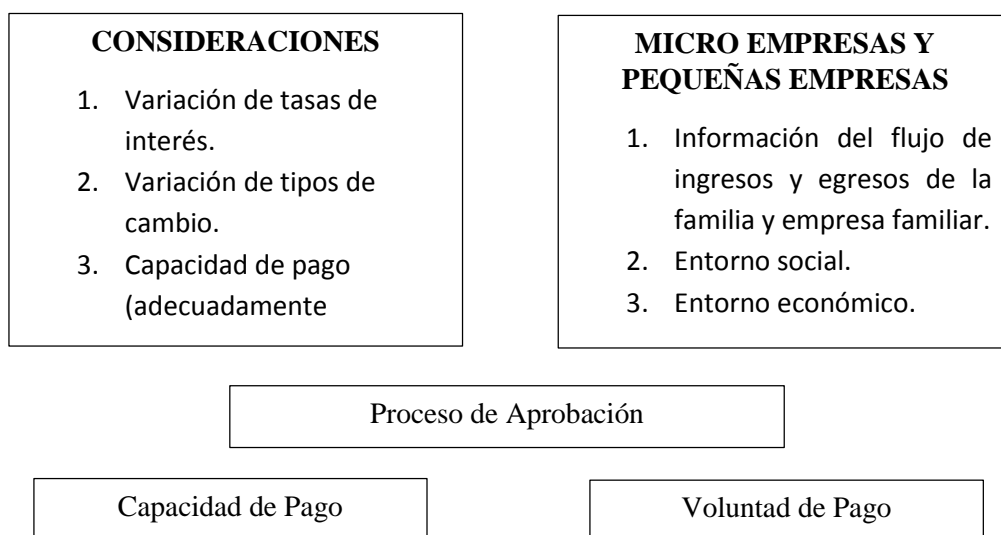 CONSIDERACIONES
1. Variación de tasas de
interés.
2. Variación de tipos de
cambio.
3. Capacidad de pago
(adecuadamente
MICRO EMPRESAS Y
PEQUEÑAS EMPRESAS
1. Información del flujo de
ingresos y egresos de la
familia y empresa familiar.
2. Entorno social.
3. Entorno económico.
Proceso de Aprobación
Capacidad de Pago
Voluntad de Pago